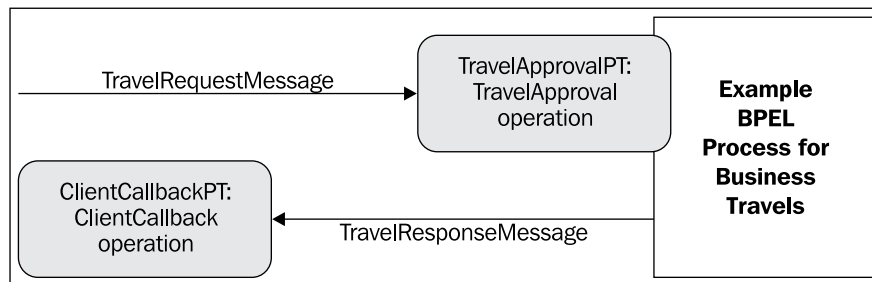 TravelRequestMessage
TravelApprovalPT:
TravelApproval
operation
Example
BPEL
Process for
Business
Travels
ClientCallbackPT:
ClientCallback
operation
TravelResponseMessage